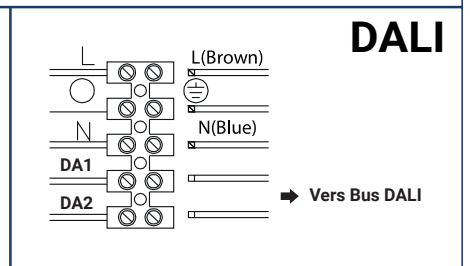 DALI
L
L(Brown)
N
N(Blue)
DA1
DA2
Vers Bus DALI